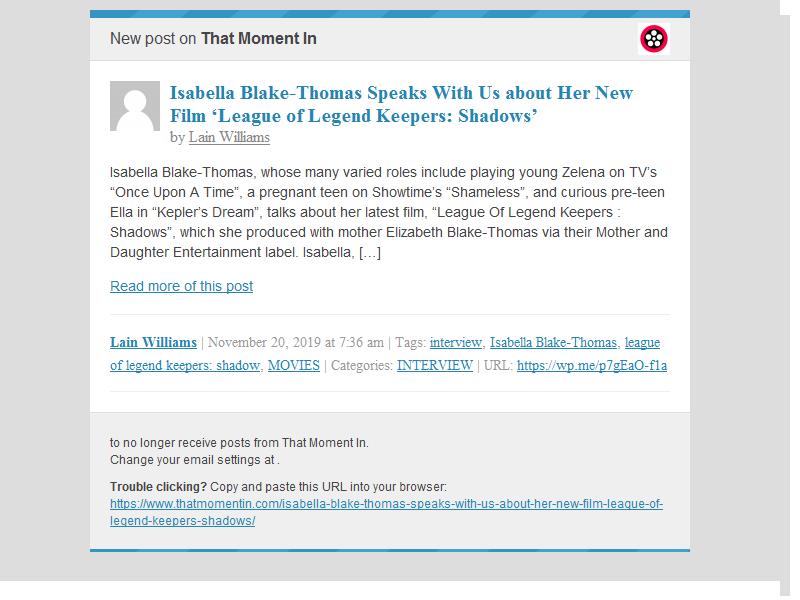 New post on That Moment In
Isabella Blake-Thomas Speaks With Us about Her New
Film ‘League of Legend Keepers: Shadows’
by Lain Williams
Isabella Blake-Thomas, whose many varied roles include playing young Zelena on TV’s
“Once Upon A Time”, a pregnant teen on Showtime’s “Shameless”, and curious pre-teen
Ella in “Kepler’s Dream”, talks about her latest film, “League Of Legend Keepers :
Shadows”, which she produced with mother Elizabeth Blake-Thomas via their Mother and
Daughter Entertainment label. Isabella, […]
Read more of this post
Lain Williams | November 20, 2019 at 7:36 am | Tags: interview, Isabella Blake-Thomas, league
of legend keepers: shadow, MOVIES | Categories: INTERVIEW | URL: https://wp.me/p7gEaO-f1a
to no longer receive posts from That Moment In.
Change your email settings at .
Trouble clicking? Copy and paste this URL into your browser:
https://www.thatmomentin.com/isabella-blake-thomas-speaks-with-us-about-her-new-film-league-of-
legend-keepers-shadows/